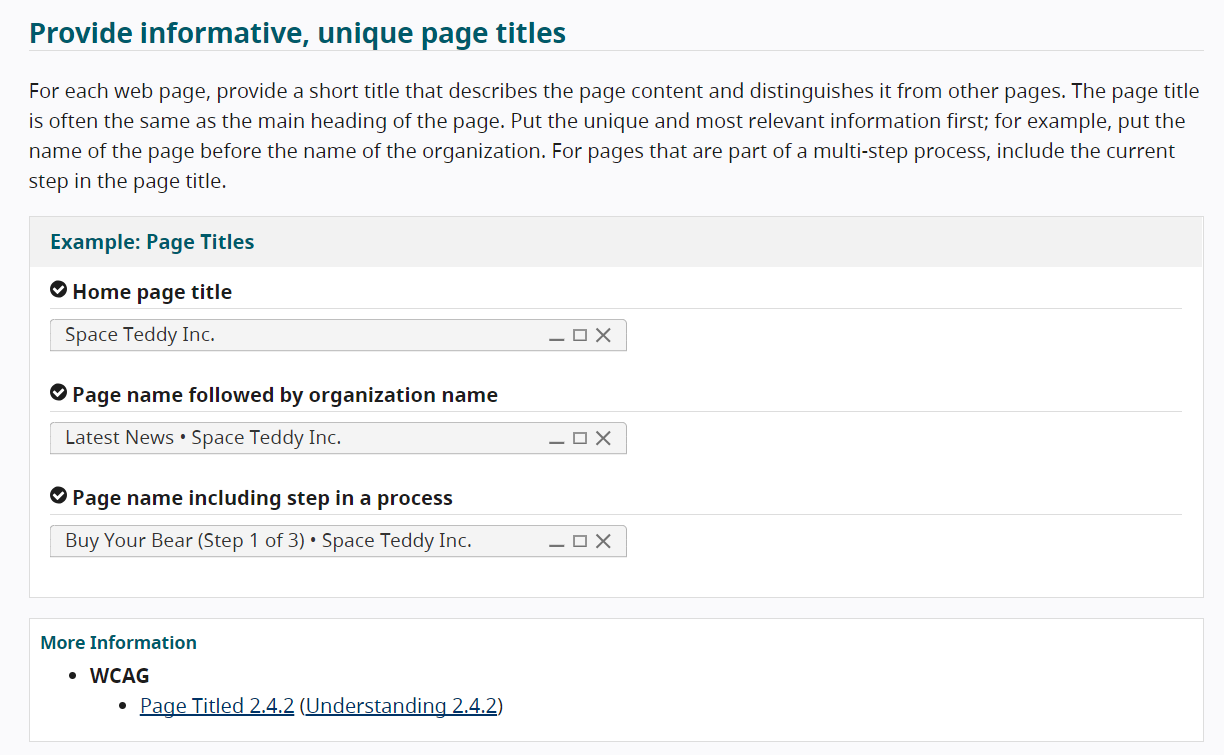 Provide informative, unique page titles
For each web page, provide a short title that describes the page content and distinguishes it from other pages. The page title
is often the same as the main heading of the page. Put the unique and most relevant information first; for example, put the
name of the page before the name of the organization. For pages that are part of a multi-step process, include the current
step in the page title.
Example: Page Titles
Home page title
Space Teddy Inc.
Page name followed by organization name
Latest News • Space Teddy Inc.
Page name including step in a process
Buy Your Bear (Step 1 of 3) • Space Teddy Inc.
More Information
• WCAG
• Page Titled 2.4.2 (Understanding 2.4.2)